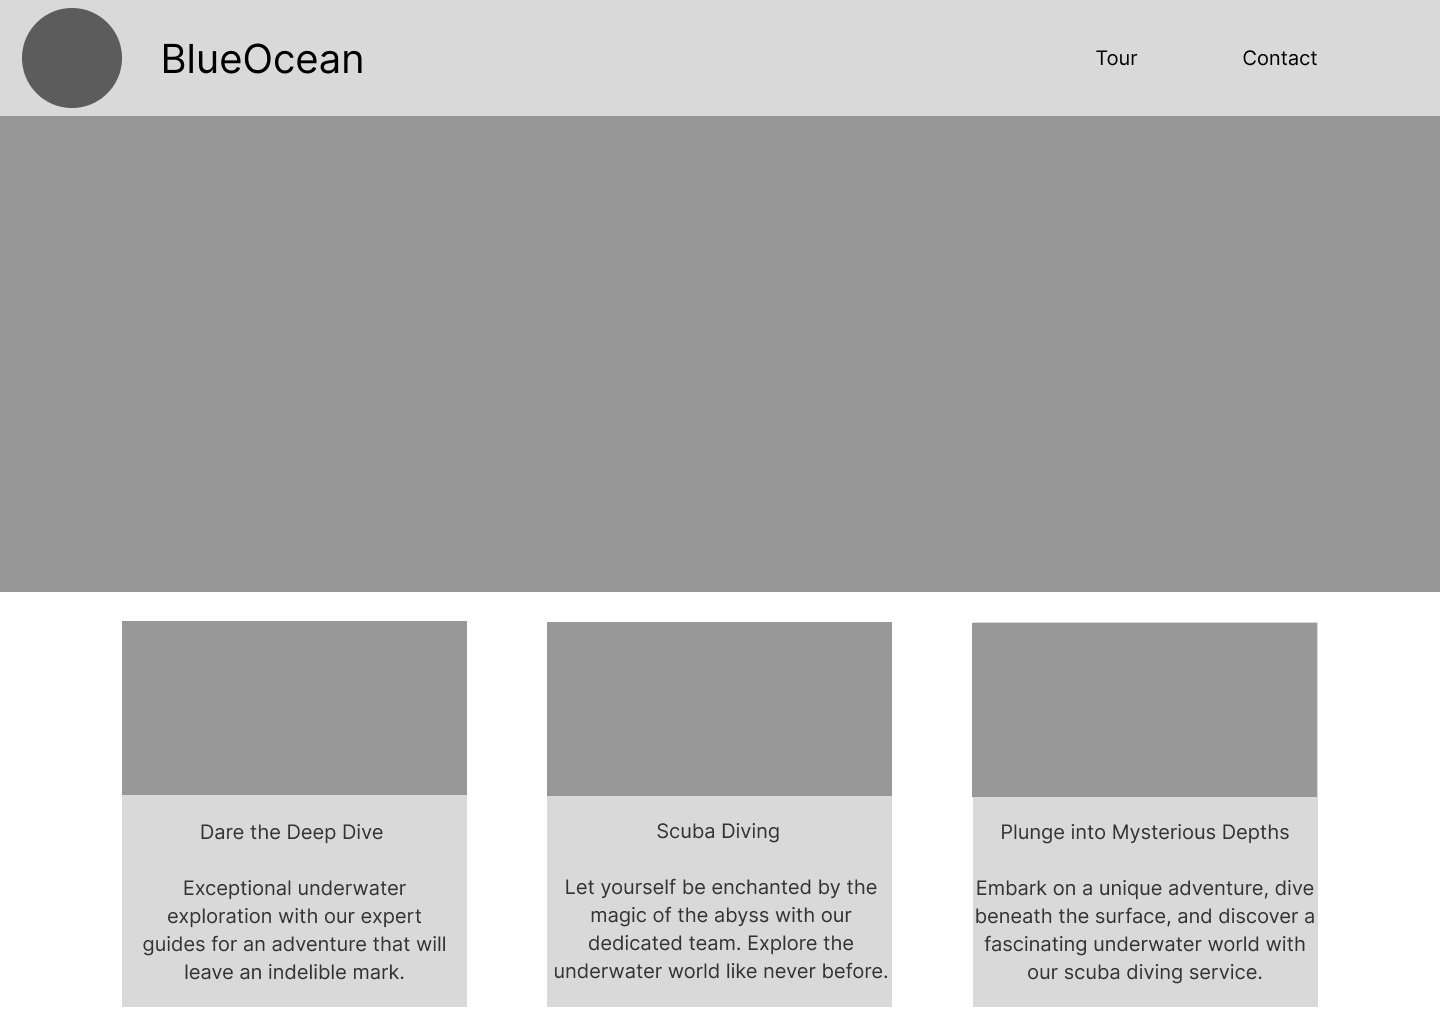 BlueOcean
Tour
Contact
Dare the Deep Dive
Exceptional underwater
exploration with our expert
guides for an adventure that will
leave an indelible mark.
Scuba Diving
Let yourself be enchanted by the
magic of the abyss with our
dedicated team. Explore the
underwater world like never before.
Plunge into Mysterious Depths
Embark on a unique adventure, dive
beneath the surface, and discover a
fascinating underwater world with
our scuba diving service.